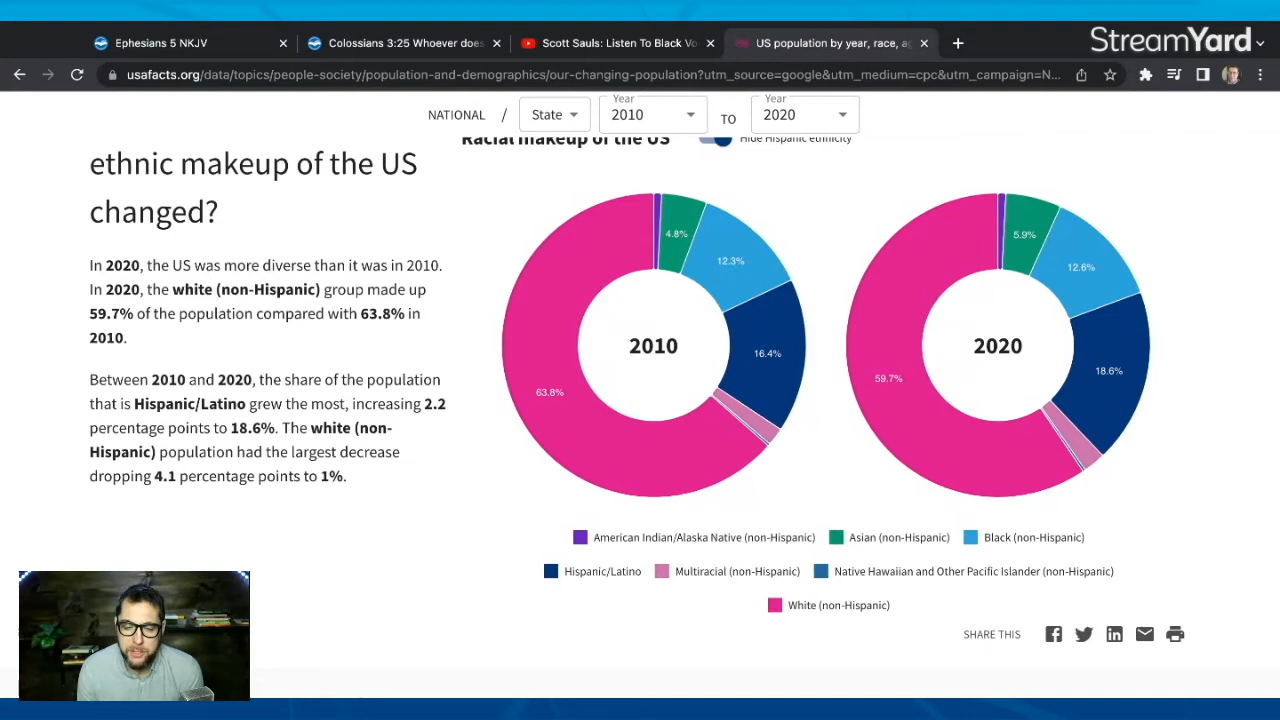 Ephesians 5 NKJV
Colossians 3:25 Whoever does
Scott Sauls: Listen To Black Vo
US population by year, race, ag
StreamYard
usafacts.org/data/topics/people-society/population-and-demographics/our-changing-population?utm_source=google&utm_medium=cpc&utm_campaign=N...
NATIONAL / State Year 2010 TO Year 2020
Racial makeup of the US Hide Hispanic ethnicity
ethnic makeup of the US
changed?
In 2020, the US was more diverse than it was in 2010.
In 2020, the white (non-Hispanic) group made up
59.7% of the population compared with 63.8% in
2010.
Between 2010 and 2020, the share of the population
that is Hispanic/Latino grew the most, increasing 2.2
percentage points to 18.6%. The white (non-
Hispanic) population had the largest decrease
dropping 4.1 percentage points to 1%.
4.8%
12.3%
16.4%
63.8%
2010
5.9%
12.6%
18.6%
59.7%
2020
American Indian/Alaska Native (non-Hispanic) Asian (non-Hispanic) Black (non-Hispanic)
Hispanic/Latino Multiracial (non-Hispanic) Native Hawaiian and Other Pacific Islander (non-Hispanic)
White (non-Hispanic)
SHARE THIS